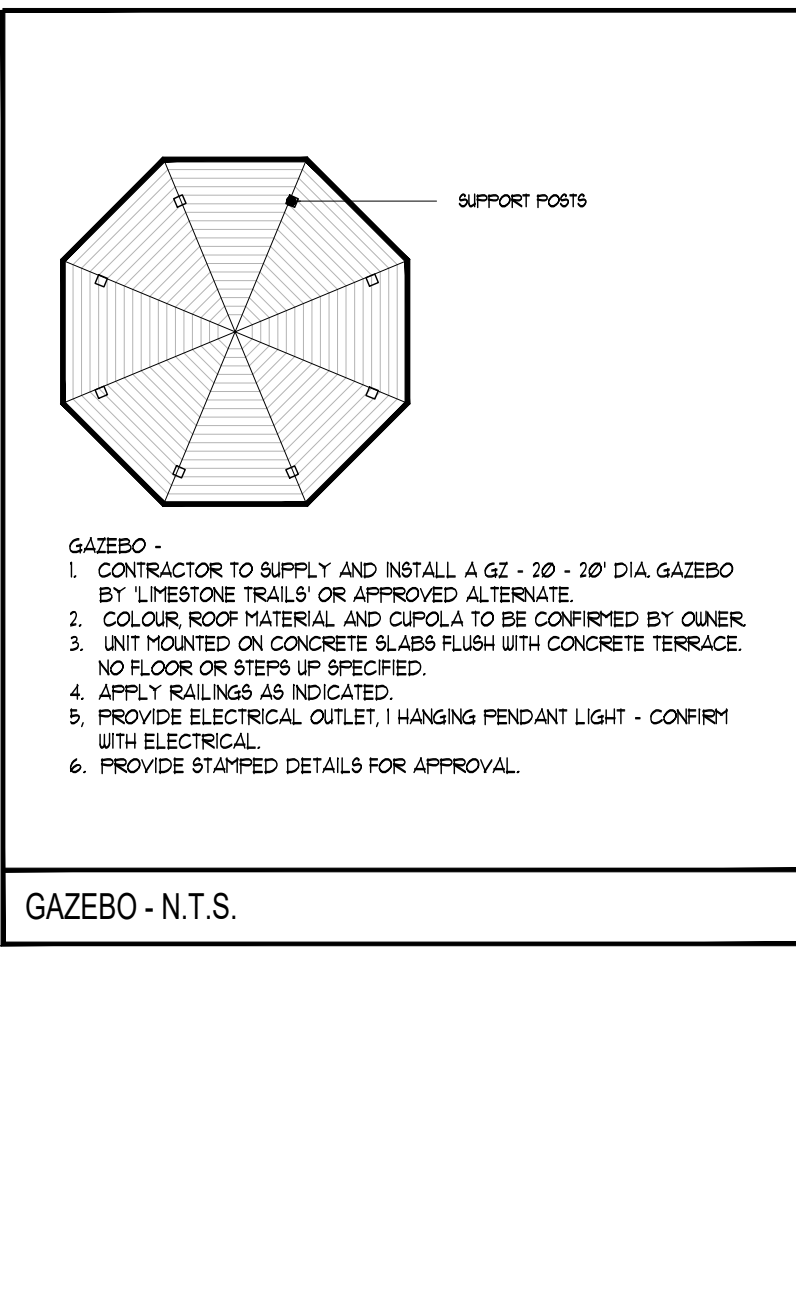 SUPPORT POSTS
GAZEBO -
1. CONTRACTOR TO SUPPLY AND INSTALL A GZ - 20 - 20' DIA. GAZEBO
BY 'LIMESTONE TRAILS' OR APPROVED ALTERNATE.
2. COLOUR, ROOF MATERIAL AND CUPOLA TO BE CONFIRMED BY OWNER.
3. UNIT MOUNTED ON CONCRETE SLABS FLUSH WITH CONCRETE TERRACE.
NO FLOOR OR STEPS UP SPECIFIED.
4. APPLY RAILINGS AS INDICATED.
5, PROVIDE ELECTRICAL OUTLET, 1 HANGING PENDANT LIGHT - CONFIRM
WITH ELECTRICAL.
6. PROVIDE STAMPED DETAILS FOR APPROVAL.
GAZEBO - N.T.S.